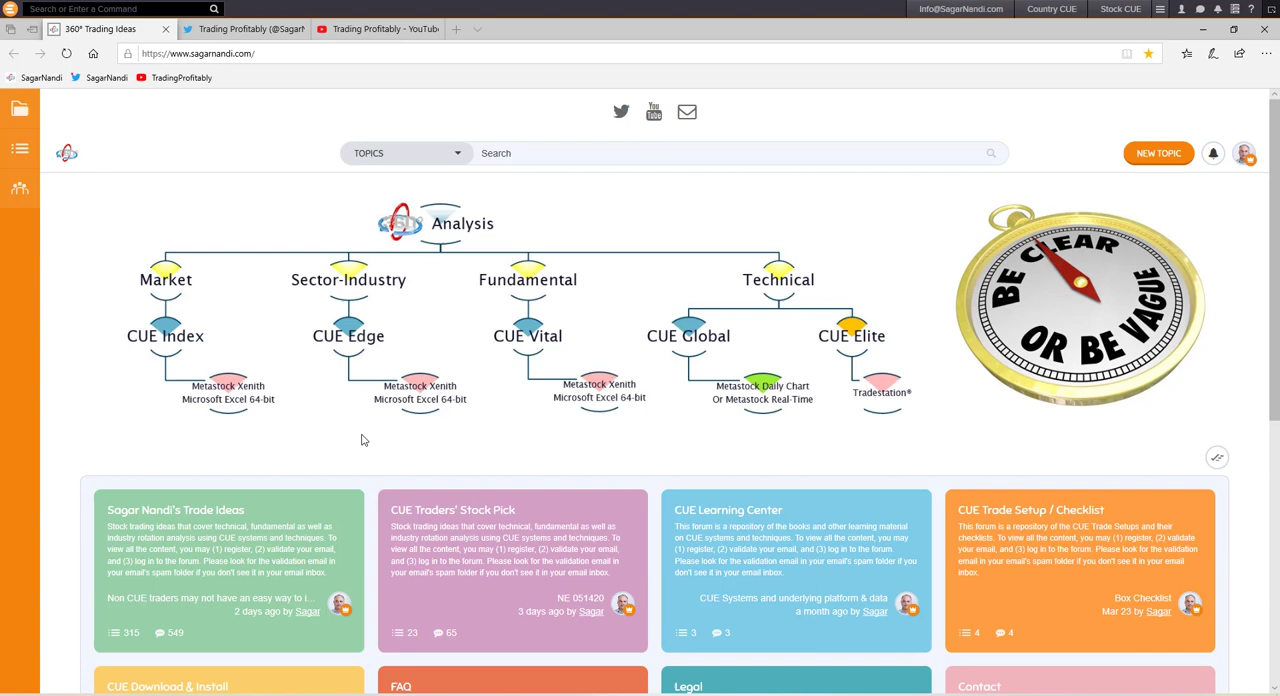 Search or Enter a Command
Info@SagarNandi.com
Country CUE
Stock CUE
360° Trading Ideas
Trading Profitably (@SagarN
Trading Profitably - YouTube
https://www.sagarnandi.com/
SagarNandi
SagarNandi
TradingProfitably
You
Tube
TOPICS
Search
NEW TOPIC
360°
Analysis
Market
Sector-Industry
Fundamental
Technical
CUE Index
CUE Edge
CUE Vital
CUE Global
CUE Elite
Metastock Xenith
Microsoft Excel 64-bit
Metastock Xenith
Microsoft Excel 64-bit
Metastock Xenith
Microsoft Excel 64-bit
Metastock Daily Chart
Or Metastock Real-Time
Tradestation®
BE CLEAR
OR BE VAGUE
Sagar Nandi's Trade Ideas
Stock trading ideas that cover technical, fundamental as well as
industry rotation analysis using CUE systems and techniques. To
view all the content, you may (1) register, (2) validate your email,
and (3) log in to the forum. Please look for the validation email in
your email's spam folder if you don't see it in your email inbox.
Non CUE traders may not have an easy way to i...
2 days ago by Sagar
315
549
CUE Traders' Stock Pick
Stock trading ideas that cover technical, fundamental as well as
industry rotation analysis using CUE systems and techniques. To
view all the content, you may (1) register, (2) validate your email,
and (3) log in to the forum. Please look for the validation email in
your email's spam folder if you don't see it in your email inbox.
NE 051420
3 days ago by Sagar
23
65
CUE Learning Center
This forum is a repository of the books and other learning material
on CUE systems and techniques. To view all the content, you may
(1) register, (2) validate your email, and (3) log in to the forum.
Please look for the validation email in your email's spam folder if you
don't see it in your email inbox.
CUE Systems and underlying platform & data
a month ago by Sagar
3
3
CUE Trade Setup / Checklist
This forum is a repository of the CUE Trade Setups and their
checklists. To view all the content, you may (1) register, (2) validate
your email, and (3) log in to the forum. Please look for the validation
email in your email's spam folder if you don't see it in your email
inbox.
Box Checklist
Mar 23 by Sagar
4
4
CUE Download & Install
FAQ
Legal
Contact